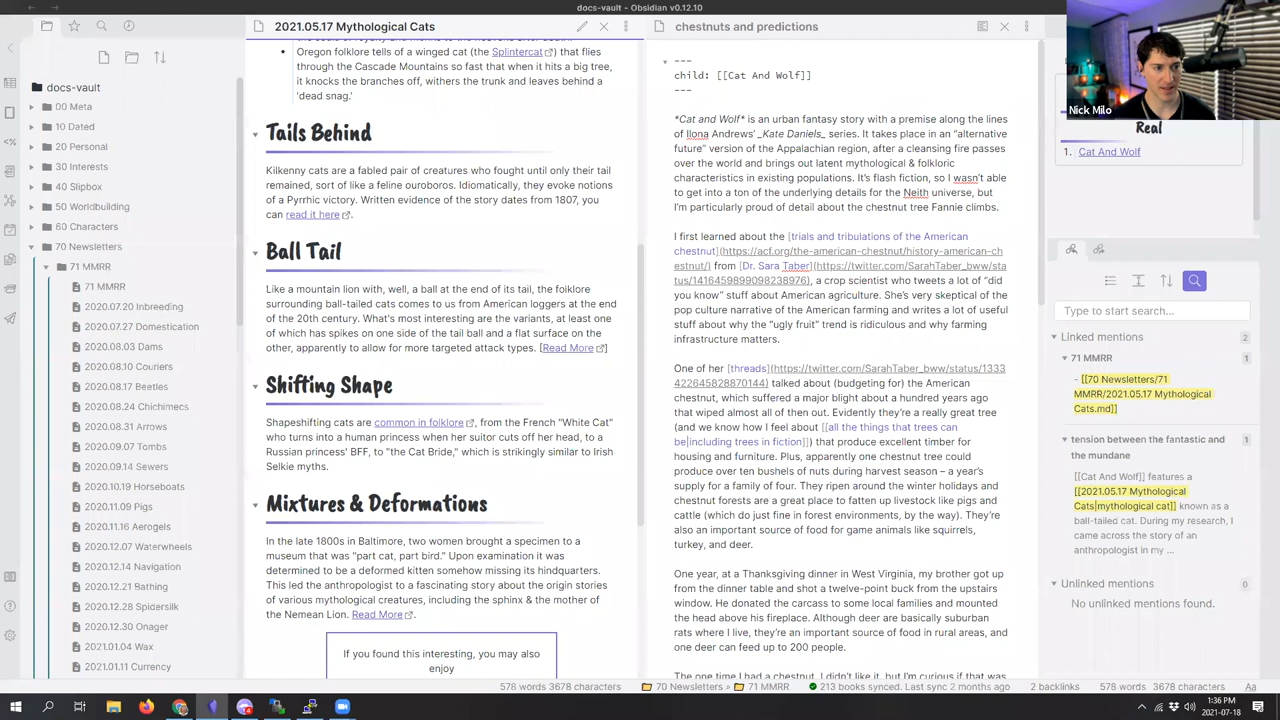 docs-vault - Obsidian v0.12.10
2021.05.17 Mythological Cats
chestnuts and predictions
docs-vault
00 Meta
10 Dated
20 Personal
30 Interests
40 Slipbox
50 Worldbuilding
60 Characters
70 Newsletters
71 MMRR
71 MMRR
2020.07.20 Inbreeding
2020.07.27 Domestication
2020.08.03 Dams
2020.08.10 Couriers
2020.08.17 Beetles
2020.08.24 Chichimecs
2020.08.31 Arrows
2020.09.07 Tombs
2020.09.14 Sewers
2020.10.19 Horseboats
2020.11.09 Pigs
2020.11.16 Aerogels
2020.12.07 Waterwheels
2020.12.14 Navigation
2020.12.21 Bathing
2020.12.28 Spidersilk
2020.12.30 Onager
2021.01.04 Wax
2021.01.11 Currency
Oregon folklore tells of a winged cat (the Splintercat) that flies
through the Cascade Mountains so fast that when it hits a big tree,
it knocks the branches off, withers the trunk and leaves behind a
'dead snag.'
Tails Behind
Kilkenny cats are a fabled pair of creatures who fought until only their tail
remained, sort of like a feline ouroboros. Idiomatically, they evoke notions
of a Pyrrhic victory. Written evidence of the story dates from 1807, you
can read it here.
Ball Tail
Like a mountain lion with, well, a ball at the end of its tail, the folklore
surrounding ball-tailed cats comes to us from American loggers at the end
of the 20th century. What's most interesting are the variants, at least one
of which has spikes on one side of the tail ball and a flat surface on the
other, apparently to allow for more targeted attack types. [Read More]
Shifting Shape
Shapeshifting cats are common in folklore, from the French "White Cat"
who turns into a human princess when her suitor cuts off her head, to a
Russian princess' BFF, to "the Cat Bride," which is strikingly similar to Irish
Selkie myths.
Mixtures & Deformations
In the late 1800s in Baltimore, two women brought a specimen to a
museum that was "part cat, part bird." Upon examination it was
determined to be a deformed kitten somehow missing its hindquarters.
This led the anthropologist to a fascinating story about the origin stories
of various mythological creatures, including the sphinx & the mother of
the Nemean Lion. Read More.
If you found this interesting, you may also
enjoy
---
child: [[Cat And Wolf]]
---
*Cat and Wolf* is an urban fantasy story with a premise along the lines
of Ilona Andrews' _Kate Daniels_ series. It takes place in an “alternative
future” version of the Appalachian region, after a cleansing fire passes
over the world and brings out latent mythological & folkloric
characteristics in existing populations. It's flash fiction, so I wasn't able
to get into a ton of the underlying details for the Neith universe, but
I'm particularly proud of detail about the chestnut tree Fannie climbs.
I first learned about the [trials and tribulations of the American
chestnut](https://acf.org/the-american-chestnut/history-american-ch
estnut/) from [Dr. Sara Taber](https://twitter.com/SarahTaber_bww/sta
tus/1416459899098238976), a crop scientist who tweets a lot of “did
you know” stuff about American agriculture. She's very skeptical of the
pop culture narrative of the American farming and writes a lot of useful
stuff about why the “ugly fruit” trend is ridiculous and why farming
infrastructure matters.
One of her [threads](https://twitter.com/SarahTaber_bww/status/1333
422645828870144) talked about (budgeting for) the American
chestnut, which suffered a major blight about a hundred years ago
that wiped almost all of then out. Evidently they're a really great tree
(and we know how I feel about [[all the things that trees can
be|including trees in fiction]]) that produce excellent timber for
housing and furniture. Plus, apparently one chestnut tree could
produce over ten bushels of nuts during harvest season – a year's
supply for a family of four. They ripen around the winter holidays and
chestnut forests are a great place to fatten up livestock like pigs and
cattle (which do just fine in forest environments, by the way). They're
also an important source of food for game animals like squirrels,
turkey, and deer.
One year, at a Thanksgiving dinner in West Virginia, my brother got up
from the dinner table and shot a twelve-point buck from the upstairs
window. He donated the carcass to some local families and mounted
the head above his fireplace. Although deer are basically suburban
rats where I live, they're an important source of food in rural areas, and
one deer can feed up to 200 people.
The one time I had a chestnut, I didn't like it, but I'm curious if that was
Nick Milo
Real
1. Cat And Wolf
Type to start searching...
Linked mentions
2
71 MMRR
1
- [[70 Newsletters/71
MMRR/2021.05.17 Mythological
Cats.md]]
tension between the fantastic and
the mundane
1
[[Cat And Wolf]] features a
[[2021.05.17 Mythological
Cats|mythological cat]] known as a
ball-tailed cat. During my research, I
came across the story of an
anthropologist in my ...
Unlinked mentions
0
No unlinked mentions found.
578 words 3678 characters
70 Newsletters » 71 MMRR
213 books synced. Last sync 2 months ago
2 backlinks
578 words 3678 characters
Aa
1:36 PM
2021-07-18